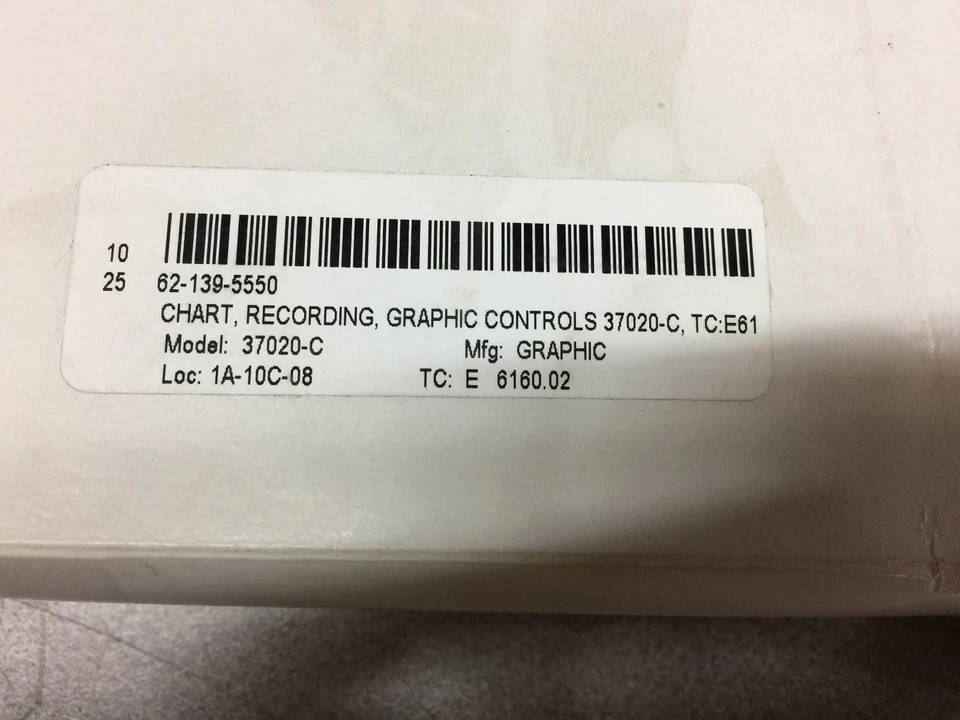 10
25 62-139-5550
CHART, RECORDING, GRAPHIC CONTROLS 37020-C, TC:E61
Model: 37020-C Mfg: GRAPHIC
Loc: 1A-10C-08 TC: E 6160.02